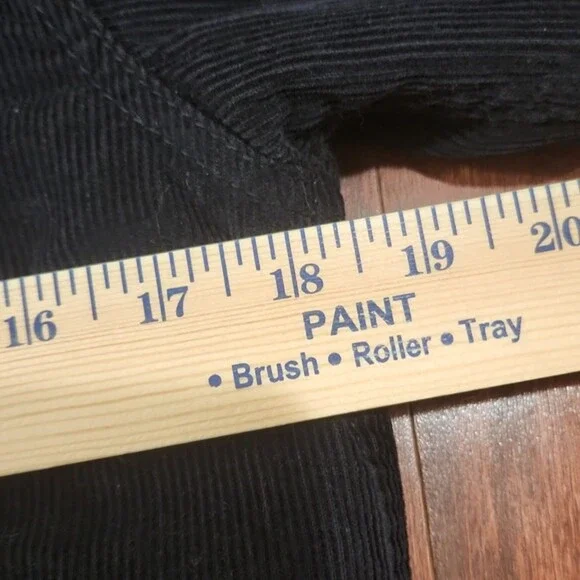 16 17 18 19 20
PAINT
• Brush • Roller • Tray